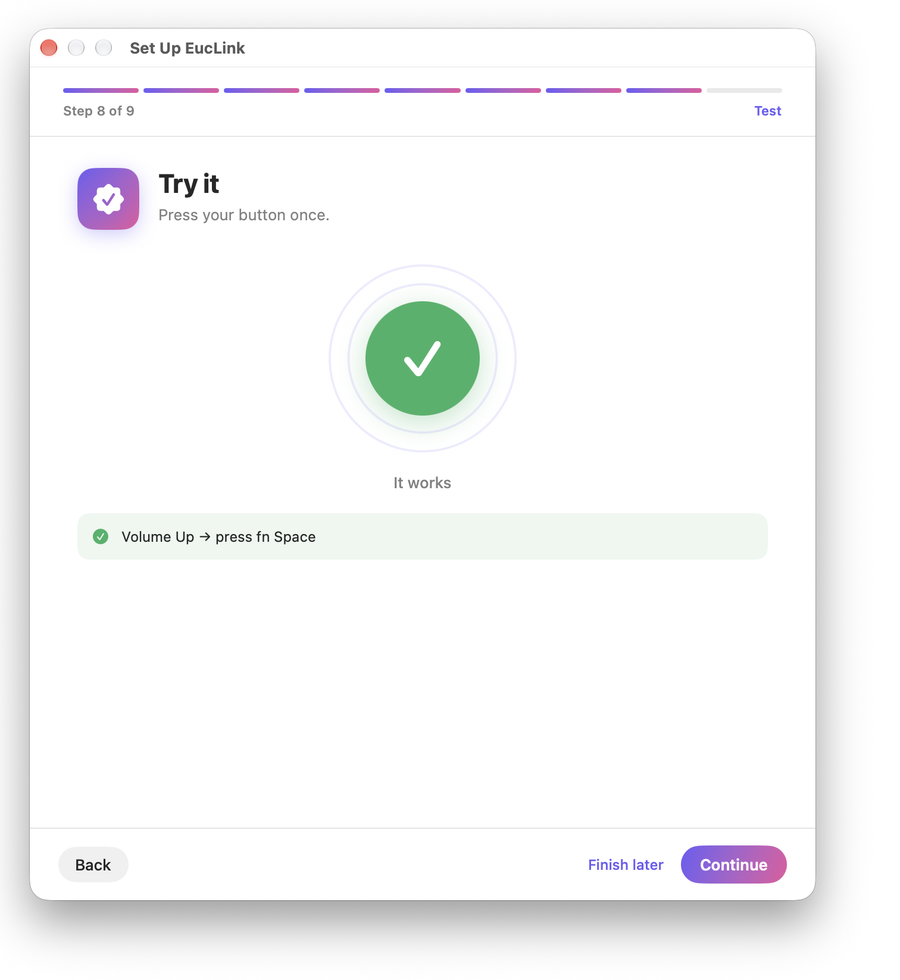 Set Up EucLink
Step 8 of 9
Test
Try it
Press your button once.
It works
Volume Up → press fn Space
Back
Finish later
Continue